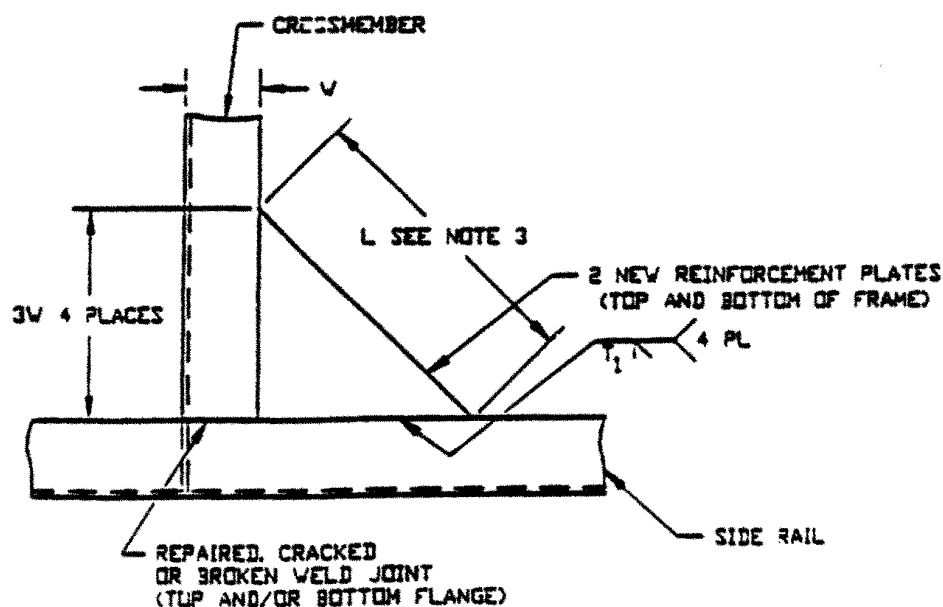 CROSSMEMBER
W
L SEE NOTE 3
2 NEW REINFORCEMENT PLATES
(TOP AND BOTTOM OF FRAME)
3W 4 PLACES
4 PL
SIDE RAIL
REPAIRED, CRACKED
OR BROKEN WELD JOINT
(TOP AND/OR BOTTOM FLANGE)